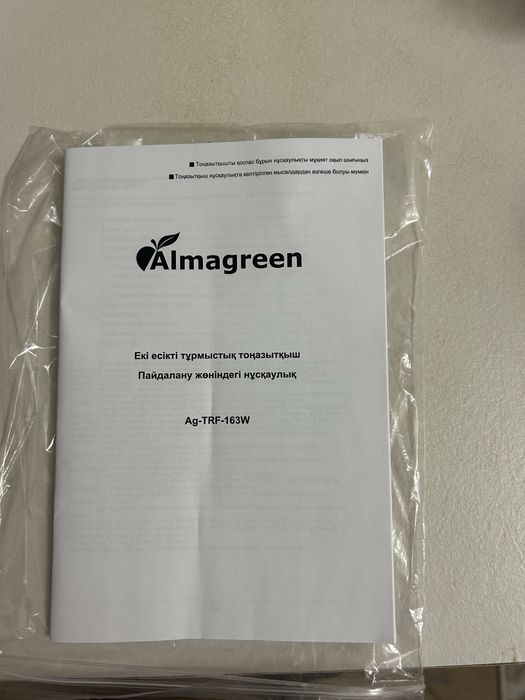 ■ Тоңазытқышты қоспас бұрын нұсқаулықты мұқият оқып шығыңыз
■ Тоңазытқыш нұсқаулықта келтірілген мысалдардан өзгеше болуы мүмкін
Almagreen
Екі есікті тұрмыстық тоңазытқыш
Пайдалану жөніндегі нұсқаулық
Ag-TRF-163W